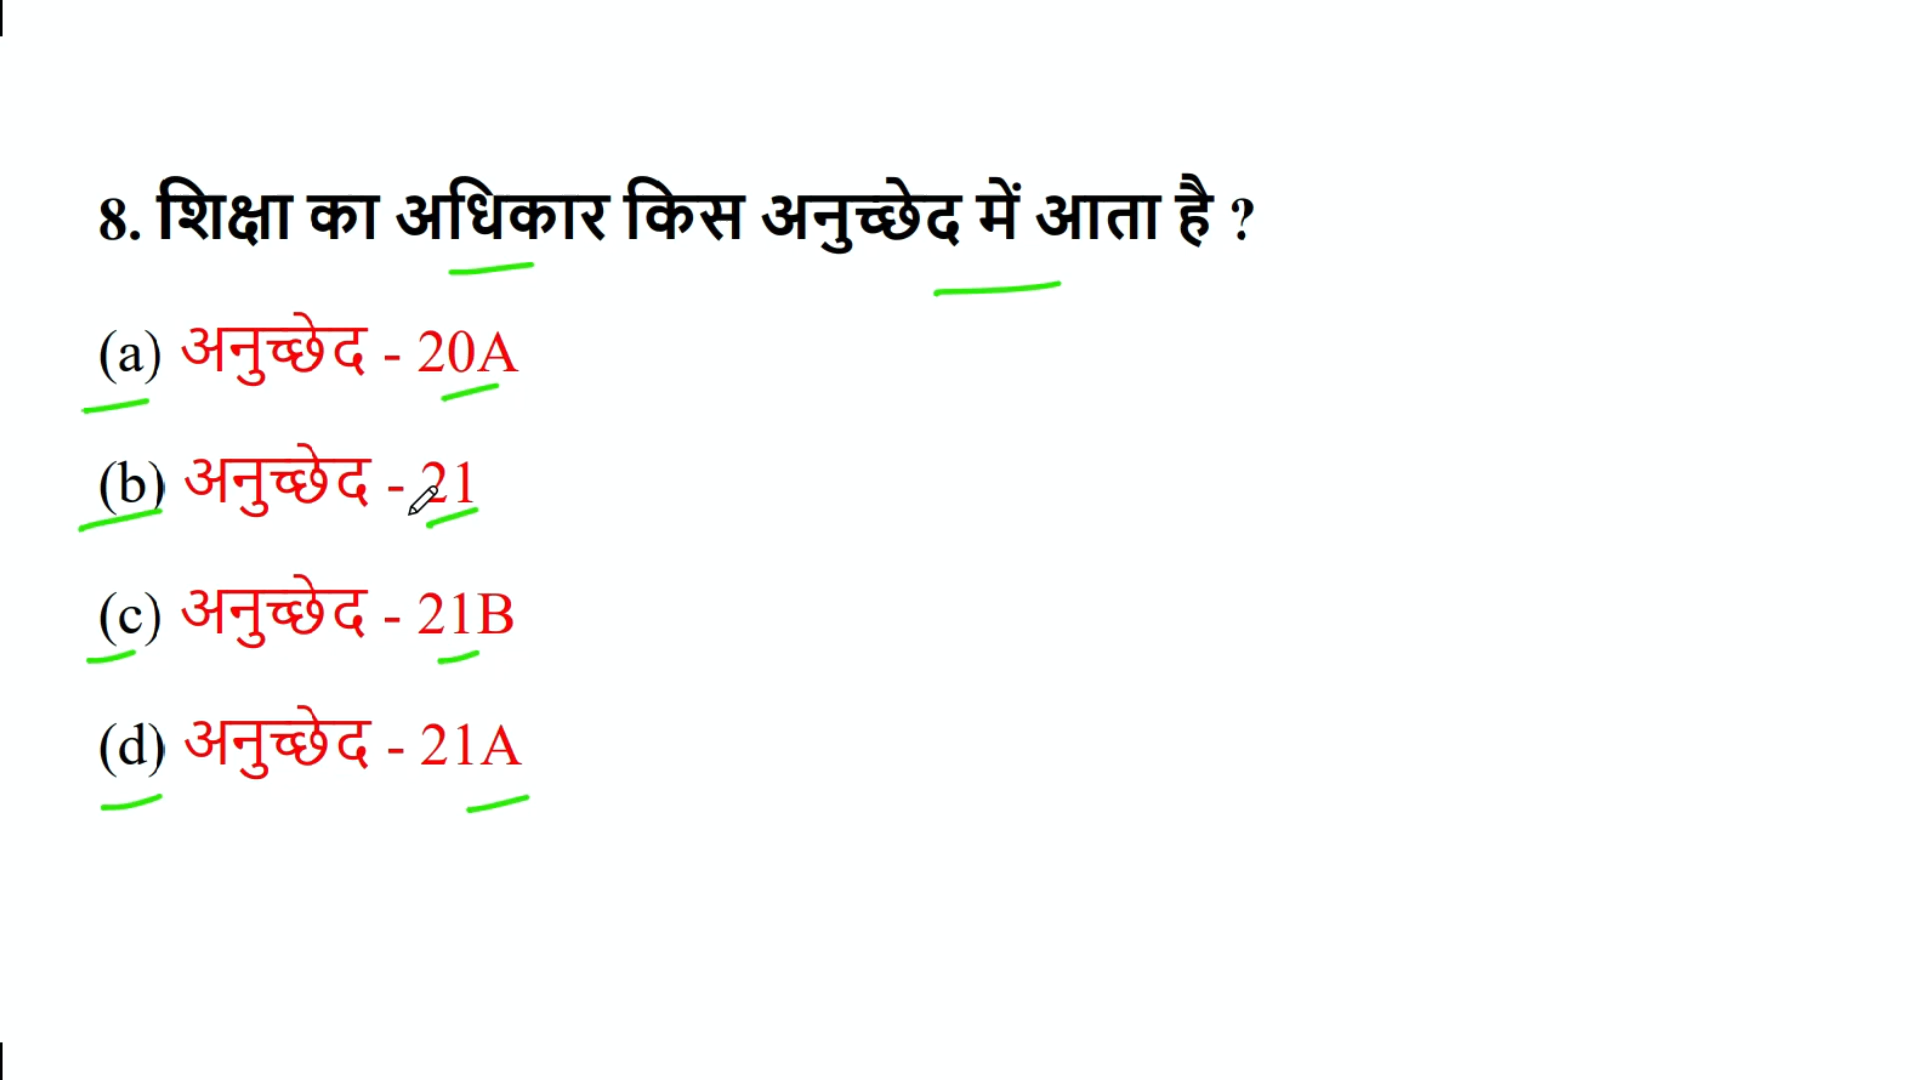 8. शिक्षा का अधिकार किस अनुच्छेद में आता है ?
(a) अनुच्छेद - 20A
(b) अनुच्छेद - 21
(c) अनुच्छेद - 21B
(d) अनुच्छेद - 21A